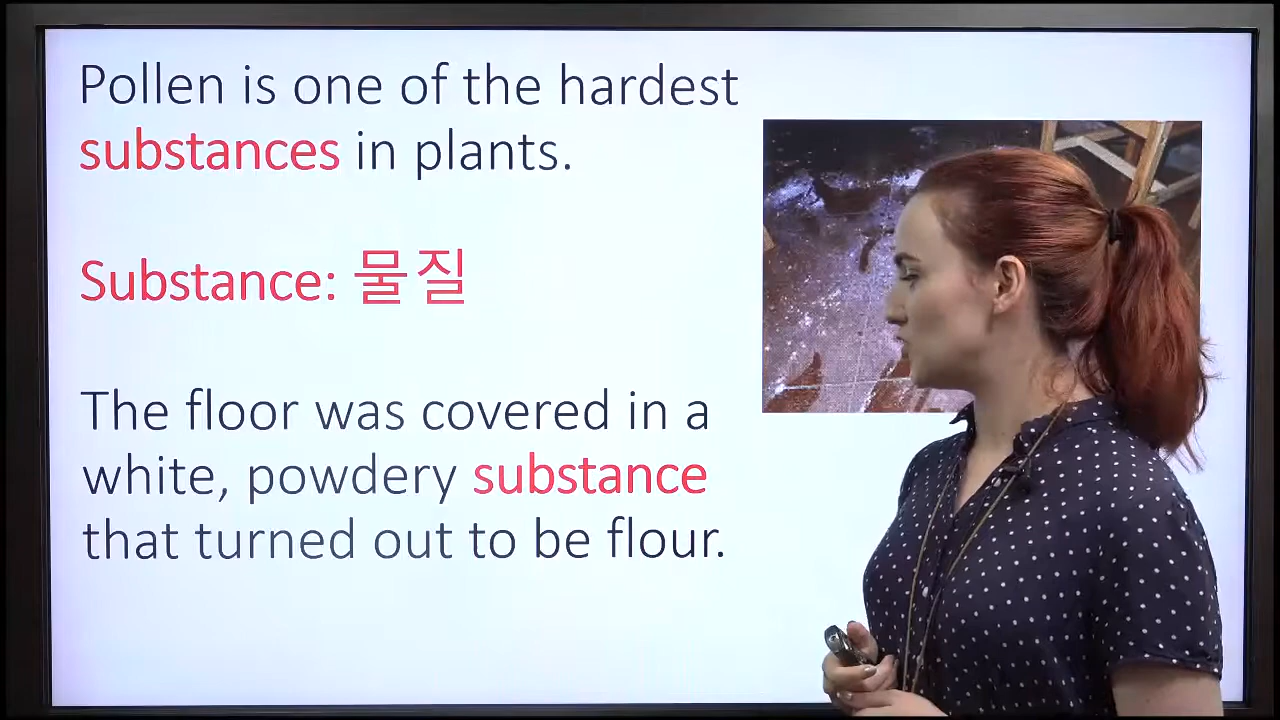 Pollen is one of the hardest
substances in plants.
Substance: 물질
The floor was covered in a
white, powdery substance
that turned out to be flour.